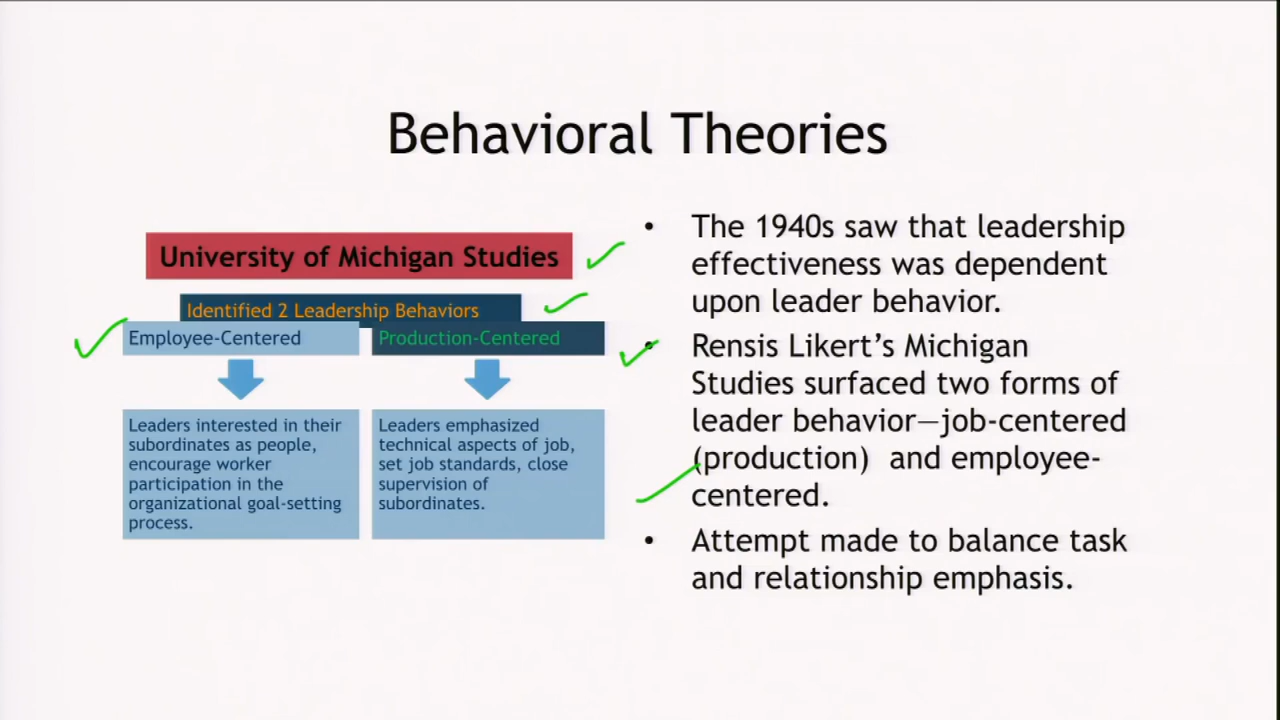 Behavioral Theories
University of Michigan Studies
Identified 2 Leadership Behaviors
Employee-Centered
Production-Centered
Leaders interested in their
subordinates as people,
encourage worker
participation in the
organizational goal-setting
process.
Leaders emphasized
technical aspects of job,
set job standards, close
supervision of
subordinates.
• The 1940s saw that leadership
effectiveness was dependent
upon leader behavior.
• Rensis Likert’s Michigan
Studies surfaced two forms of
leader behavior—job-centered
(production) and employee-
centered.
• Attempt made to balance task
and relationship emphasis.